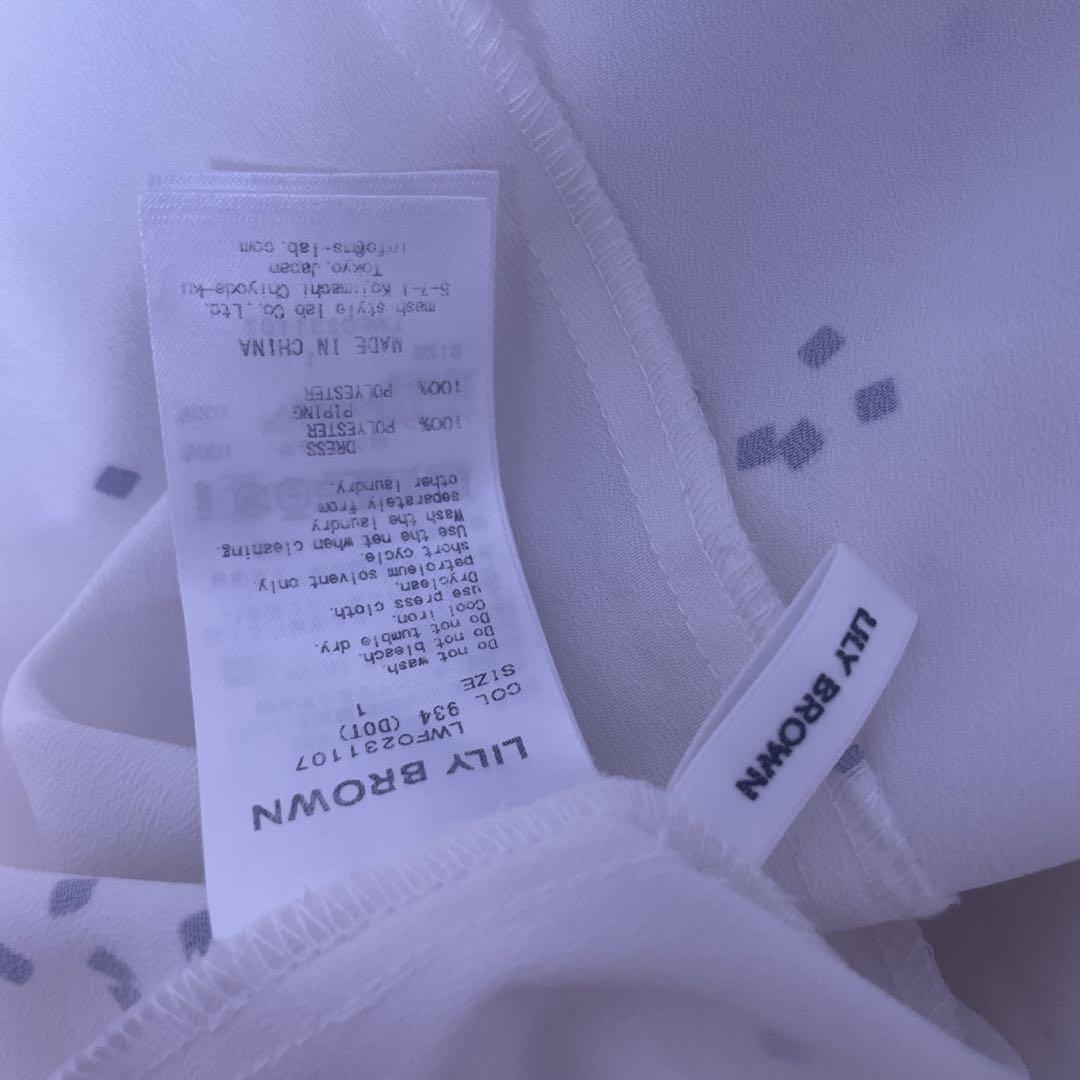 LILY BROWN
LWFO231107
COL 934 (DOT)
SIZE 1
Do not wash.
Do not bleach.
Do not tumble dry.
Cool iron.
use press cloth.
Dryclean.
petroleum solvent only.
short cycle.
Use the net when cleaning.
Wash the laundry
separately from
other laundry.
DRESS
100% POLYESTER
PIPING
100% POLYESTER
MADE IN CHINA
mash style lab Co., Ltd.
5-7-1 Kojimachi Chiyoda-ku
Tokyo, Japan
info@ms-lab.com
LILY BROWN